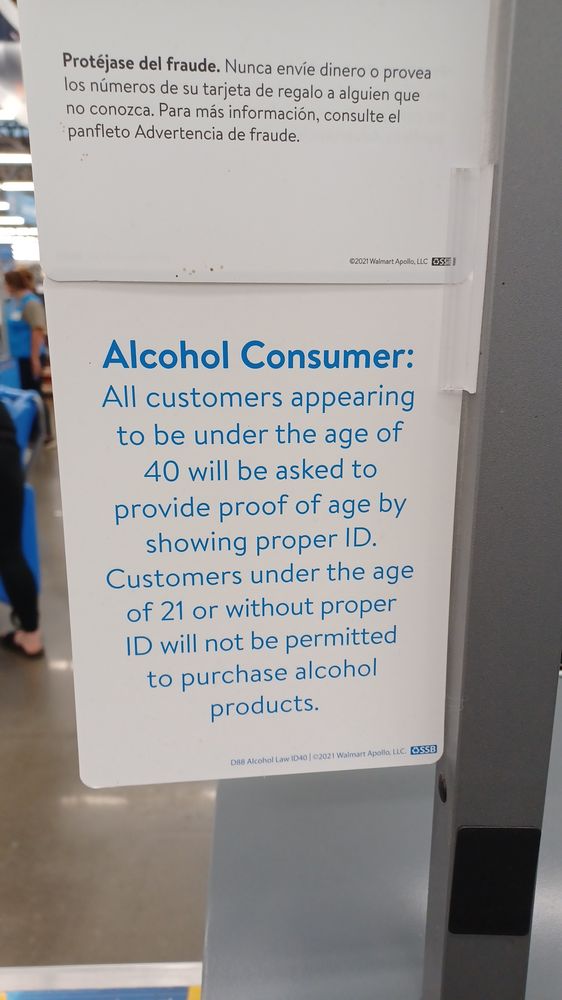 Protéjase del fraude. Nunca envíe dinero o provea
los números de su tarjeta de regalo a alguien que
no conozca. Para más información, consulte el
panfleto Advertencia de fraude.
©2021 Walmart Apollo, LLC OSSB
Alcohol Consumer:
All customers appearing
to be under the age of
40 will be asked to
provide proof of age by
showing proper ID.
Customers under the age
of 21 or without proper
ID will not be permitted
to purchase alcohol
products.
D88 Alcohol Law ID40 | ©2021 Walmart Apollo, LLC. OSSB